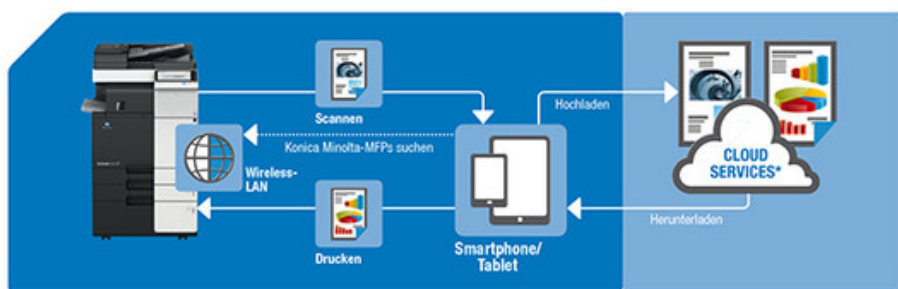 Scannen
Hochladen
Konica Minolta-MFPs suchen
CLOUD
SERVICES*
Wireless-
LAN
Herunterladen
Drucken
Smartphone/
Tablet